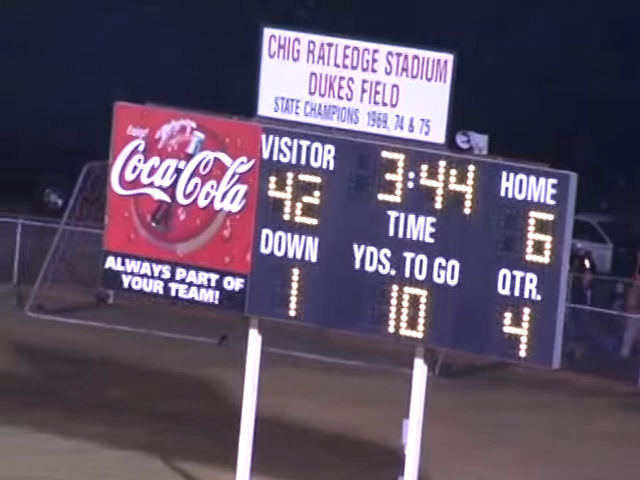 CHIG RATLEDGE STADIUM
DUKES FIELD
STATE CHAMPIONS 1969, 74 & 75
Enjoy
Coca-Cola
ALWAYS PART OF
YOUR TEAM!
VISITOR 3:44 HOME
42 TIME 6
DOWN YDS. TO GO QTR.
1 10 4